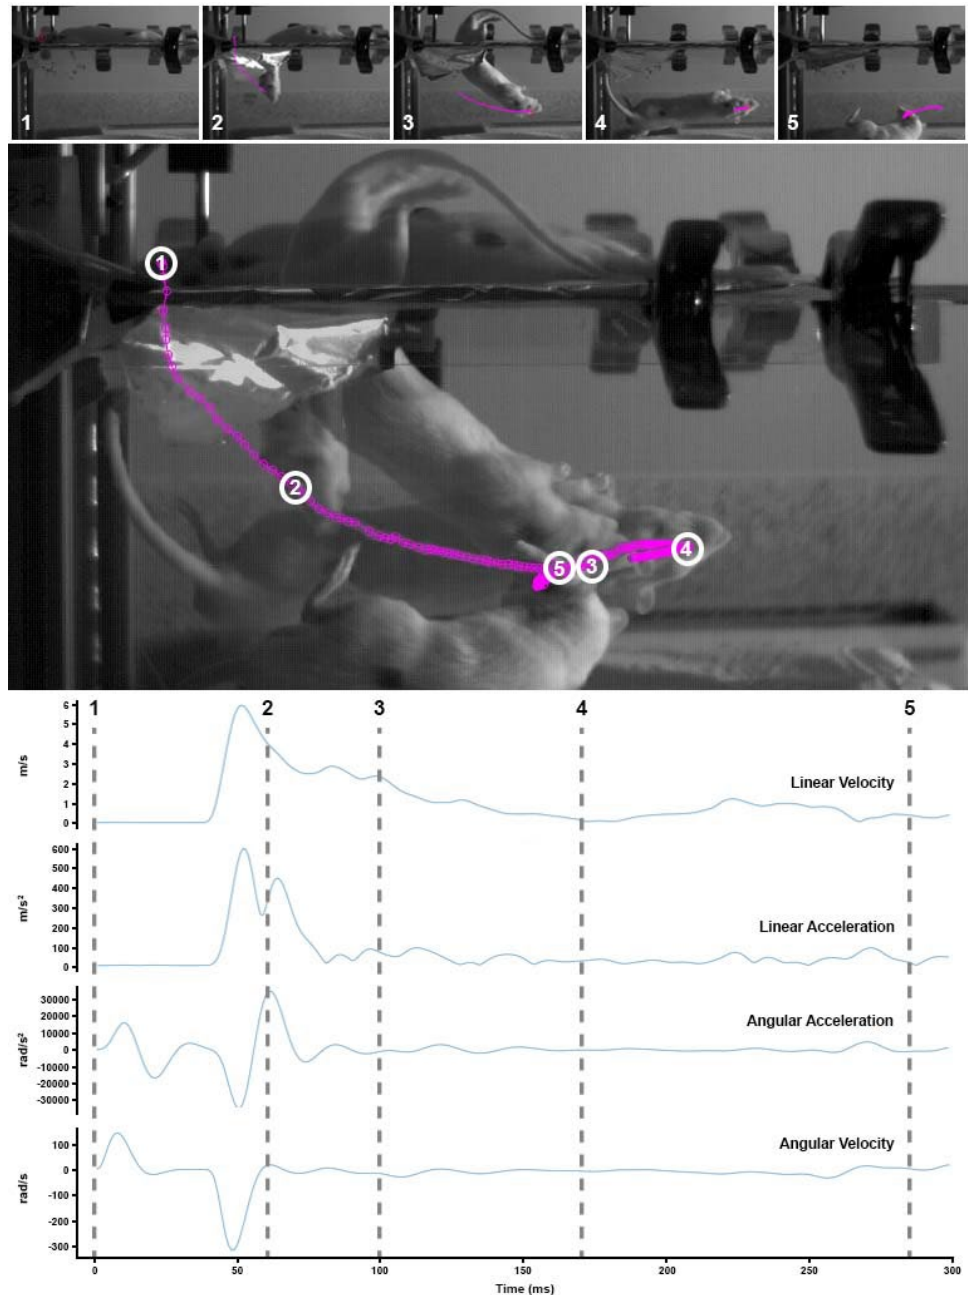 1 2 3 4 5
1
2
5 3 4
1 2 3 4 5
6
5
4
3
2
1
0
m/s
Linear Velocity
600
500
400
300
200
100
0
m/s²
Linear Acceleration
30000
20000
10000
0
-10000
-20000
-30000
rad/s²
Angular Acceleration
100
0
-100
-200
-300
rad/s
Angular Velocity
0 50 100 150 200 250 300
Time (ms)